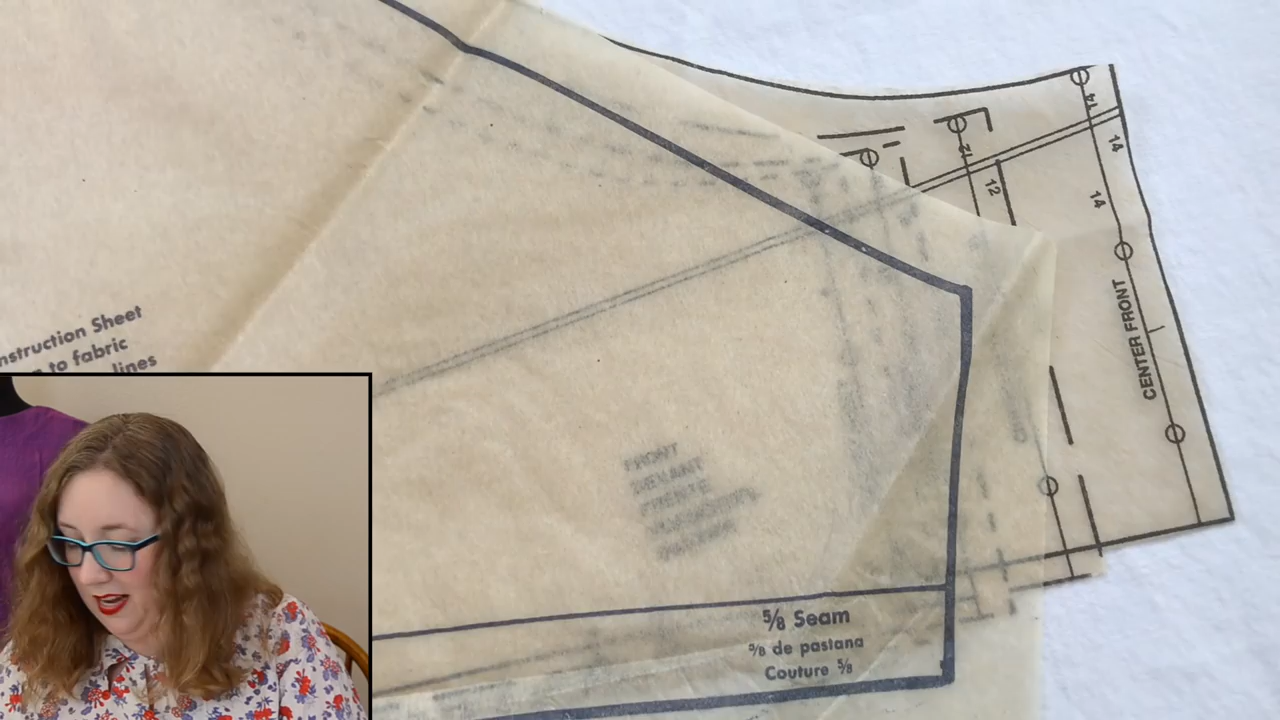 nstruction Sheet
to fabric
lines
⅝ Seam
⅝ de pastana
Couture ⅝
FRONT
DEVANT
CENTER FRONT
14
14
14
12
12